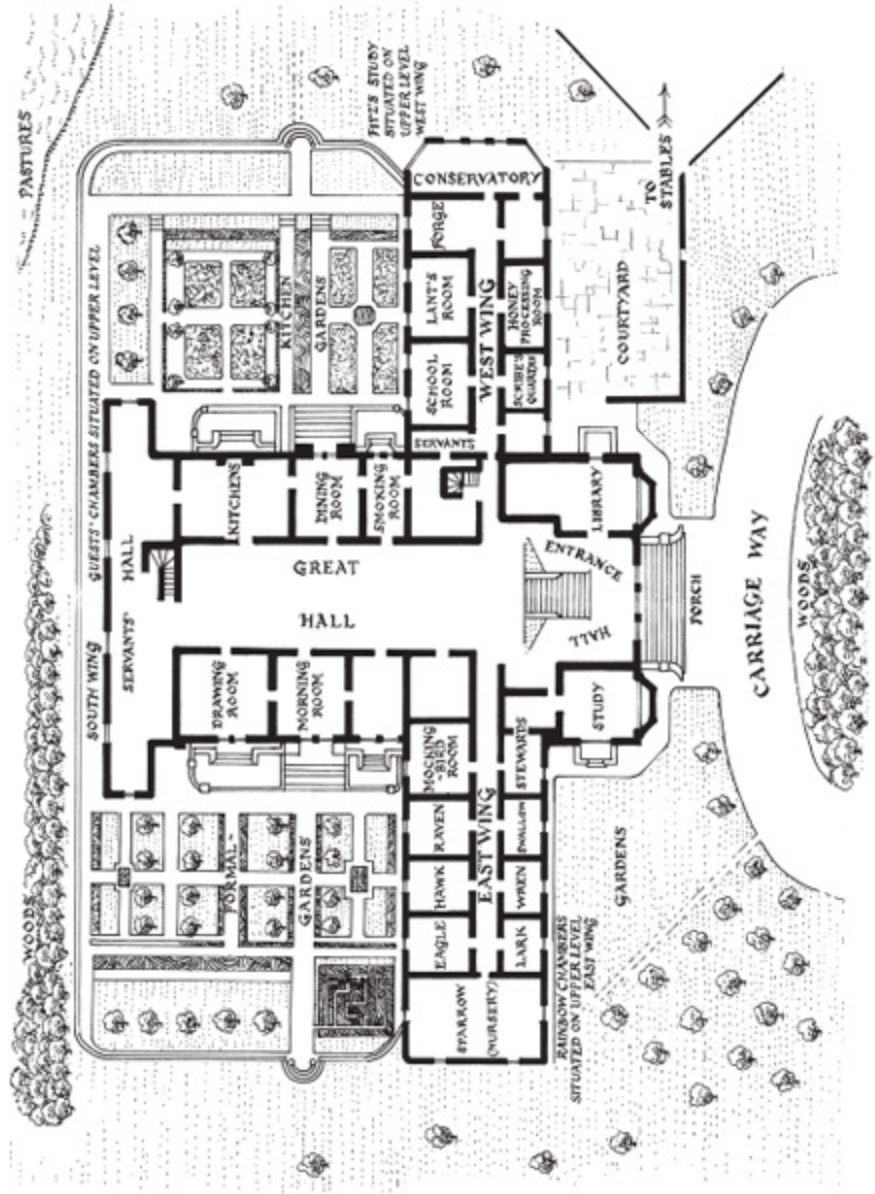 PASTURES
FITZ'S STUDY
SITUATED ON
UPPER LEVEL
WEST WING
TO
STABLES
CONSERVATORY
FORGE
LANT'S
ROOM
SCHOOL
ROOM
SERVANTS
WEST WING
HONEY
PROCESSING
ROOM
SCRIBE'S
QUARTERS
COURTYARD
KITCHEN
GARDENS
GUESTS' CHAMBERS SITUATED ON UPPER LEVEL
SOUTH WING
SERVANTS'
HALL
KITCHENS
DINING
ROOM
SMOKING
ROOM
GREAT
HALL
LIBRARY
ENTRANCE
HALL
PORCH
CARRIAGE WAY
WOODS
DRAWING
ROOM
MORNING
ROOM
STUDY
MOCKING
~BIRD
ROOM
STEWARDS
RAVEN
SWALLOW
EAST WING
HAWK
WREN
EAGLE
LARK
SPARROW
(NURSERY)
FORMAL~
GARDENS
WOODS
GARDENS
RAINBOW CHAMBERS
SITUATED ON UPPER LEVEL
EAST WING